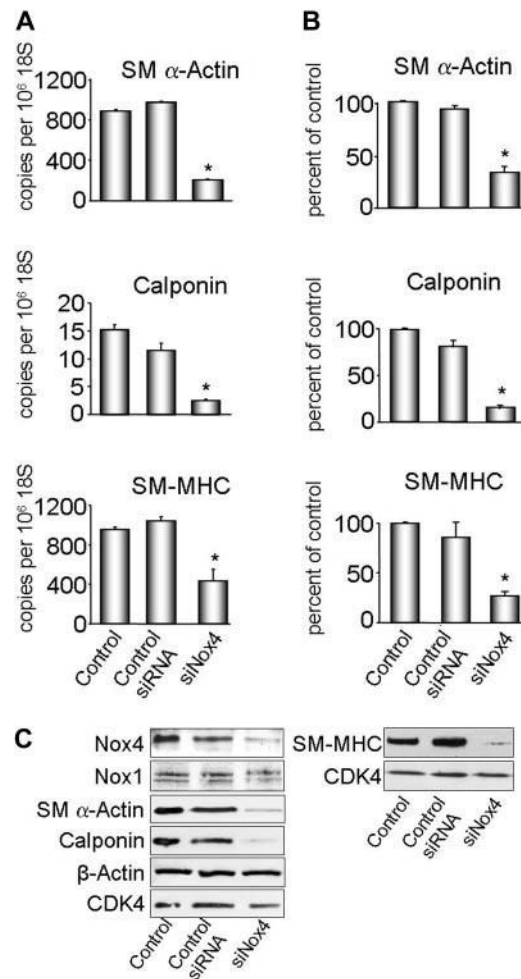 A
SM α-Actin
copies per 10⁶ 18S
1200
800
400
0
*
Calponin
copies per 10⁶ 18S
20
15
10
5
0
*
SM-MHC
copies per 10⁶ 18S
1200
800
400
0
*
Control
Control siRNA
siNox4
B
SM α-Actin
percent of control
100
50
0
*
Calponin
percent of control
100
50
0
*
SM-MHC
percent of control
100
50
0
*
Control
Control siRNA
siNox4
C
Nox4
Nox1
SM α-Actin
Calponin
β-Actin
CDK4
Control
Control siRNA
siNox4
SM-MHC
CDK4
Control
Control siRNA
siNox4